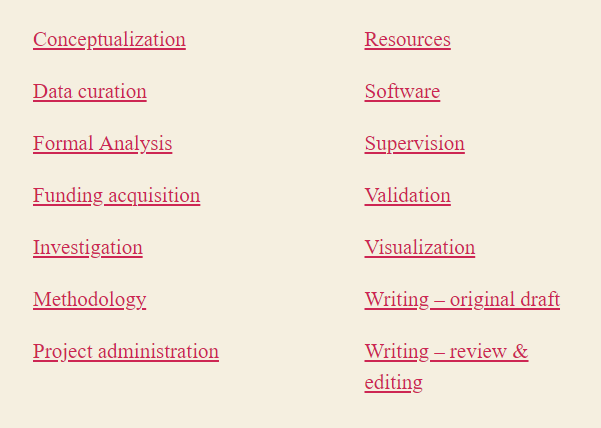 Conceptualization
Data curation
Formal Analysis
Funding acquisition
Investigation
Methodology
Project administration
Resources
Software
Supervision
Validation
Visualization
Writing – original draft
Writing – review &
editing